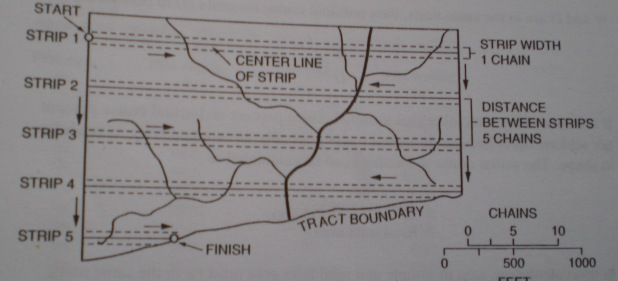 START
STRIP 1
CENTER LINE
OF STRIP
STRIP WIDTH
1 CHAIN
STRIP 2
DISTANCE
BETWEEN STRIPS
5 CHAINS
STRIP 3
STRIP 4
TRACT BOUNDARY
STRIP 5
FINISH
CHAINS
0 5 10
0 500 1000
FEET